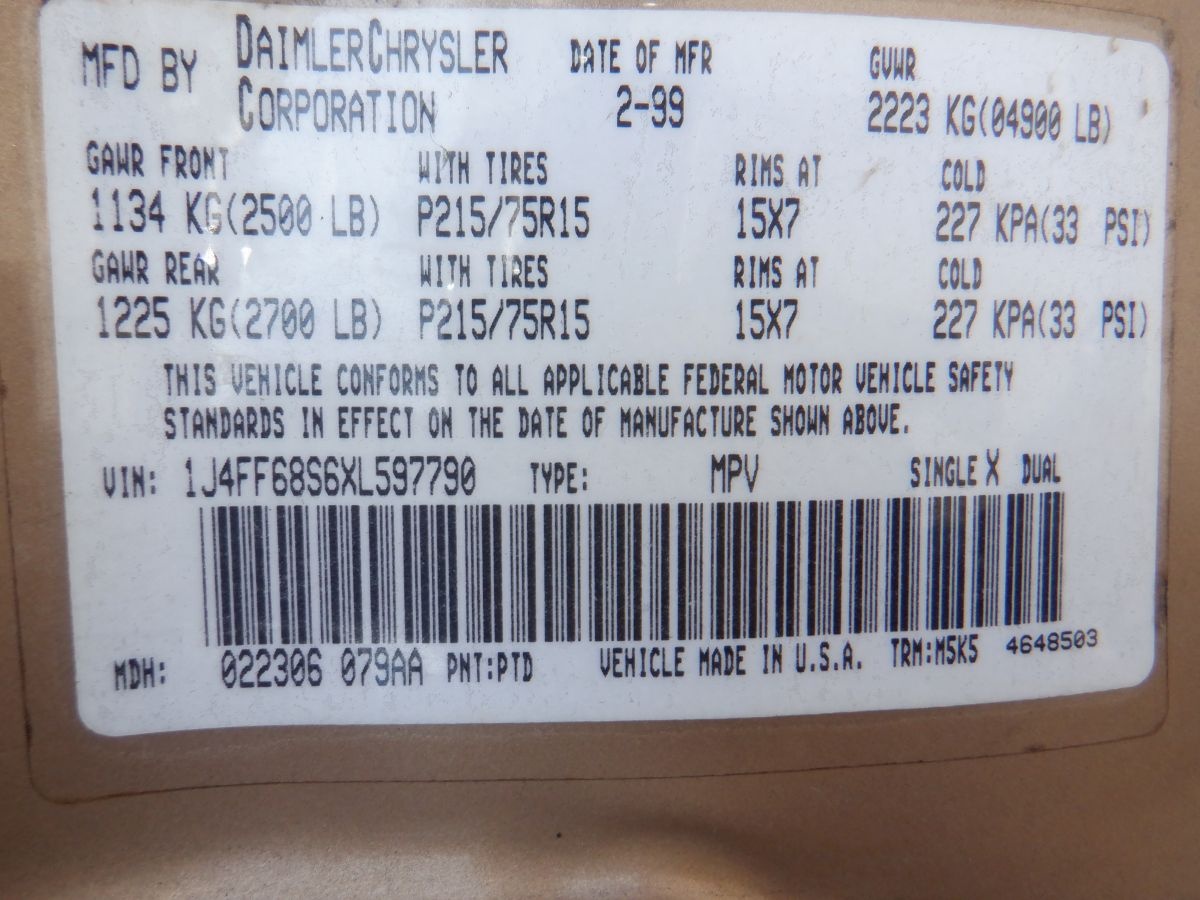 MFD BY DAIMLERCHRYSLER CORPORATION DATE OF MFR 2-99 GVWR 2223 KG(04900 LB)
GAWR FRONT WITH TIRES RIMS AT COLD
1134 KG(2500 LB) P215/75R15 15X7 227 KPA(33 PSI)
GAWR REAR WITH TIRES RIMS AT COLD
1225 KG(2700 LB) P215/75R15 15X7 227 KPA(33 PSI)
THIS VEHICLE CONFORMS TO ALL APPLICABLE FEDERAL MOTOR VEHICLE SAFETY
STANDARDS IN EFFECT ON THE DATE OF MANUFACTURE SHOWN ABOVE.
VIN: 1J4FF68S6XL597790 TYPE: MPV SINGLE X DUAL
MDH: 022306 079AA PNT:PTD VEHICLE MADE IN U.S.A. TRM:M5K5 4648503